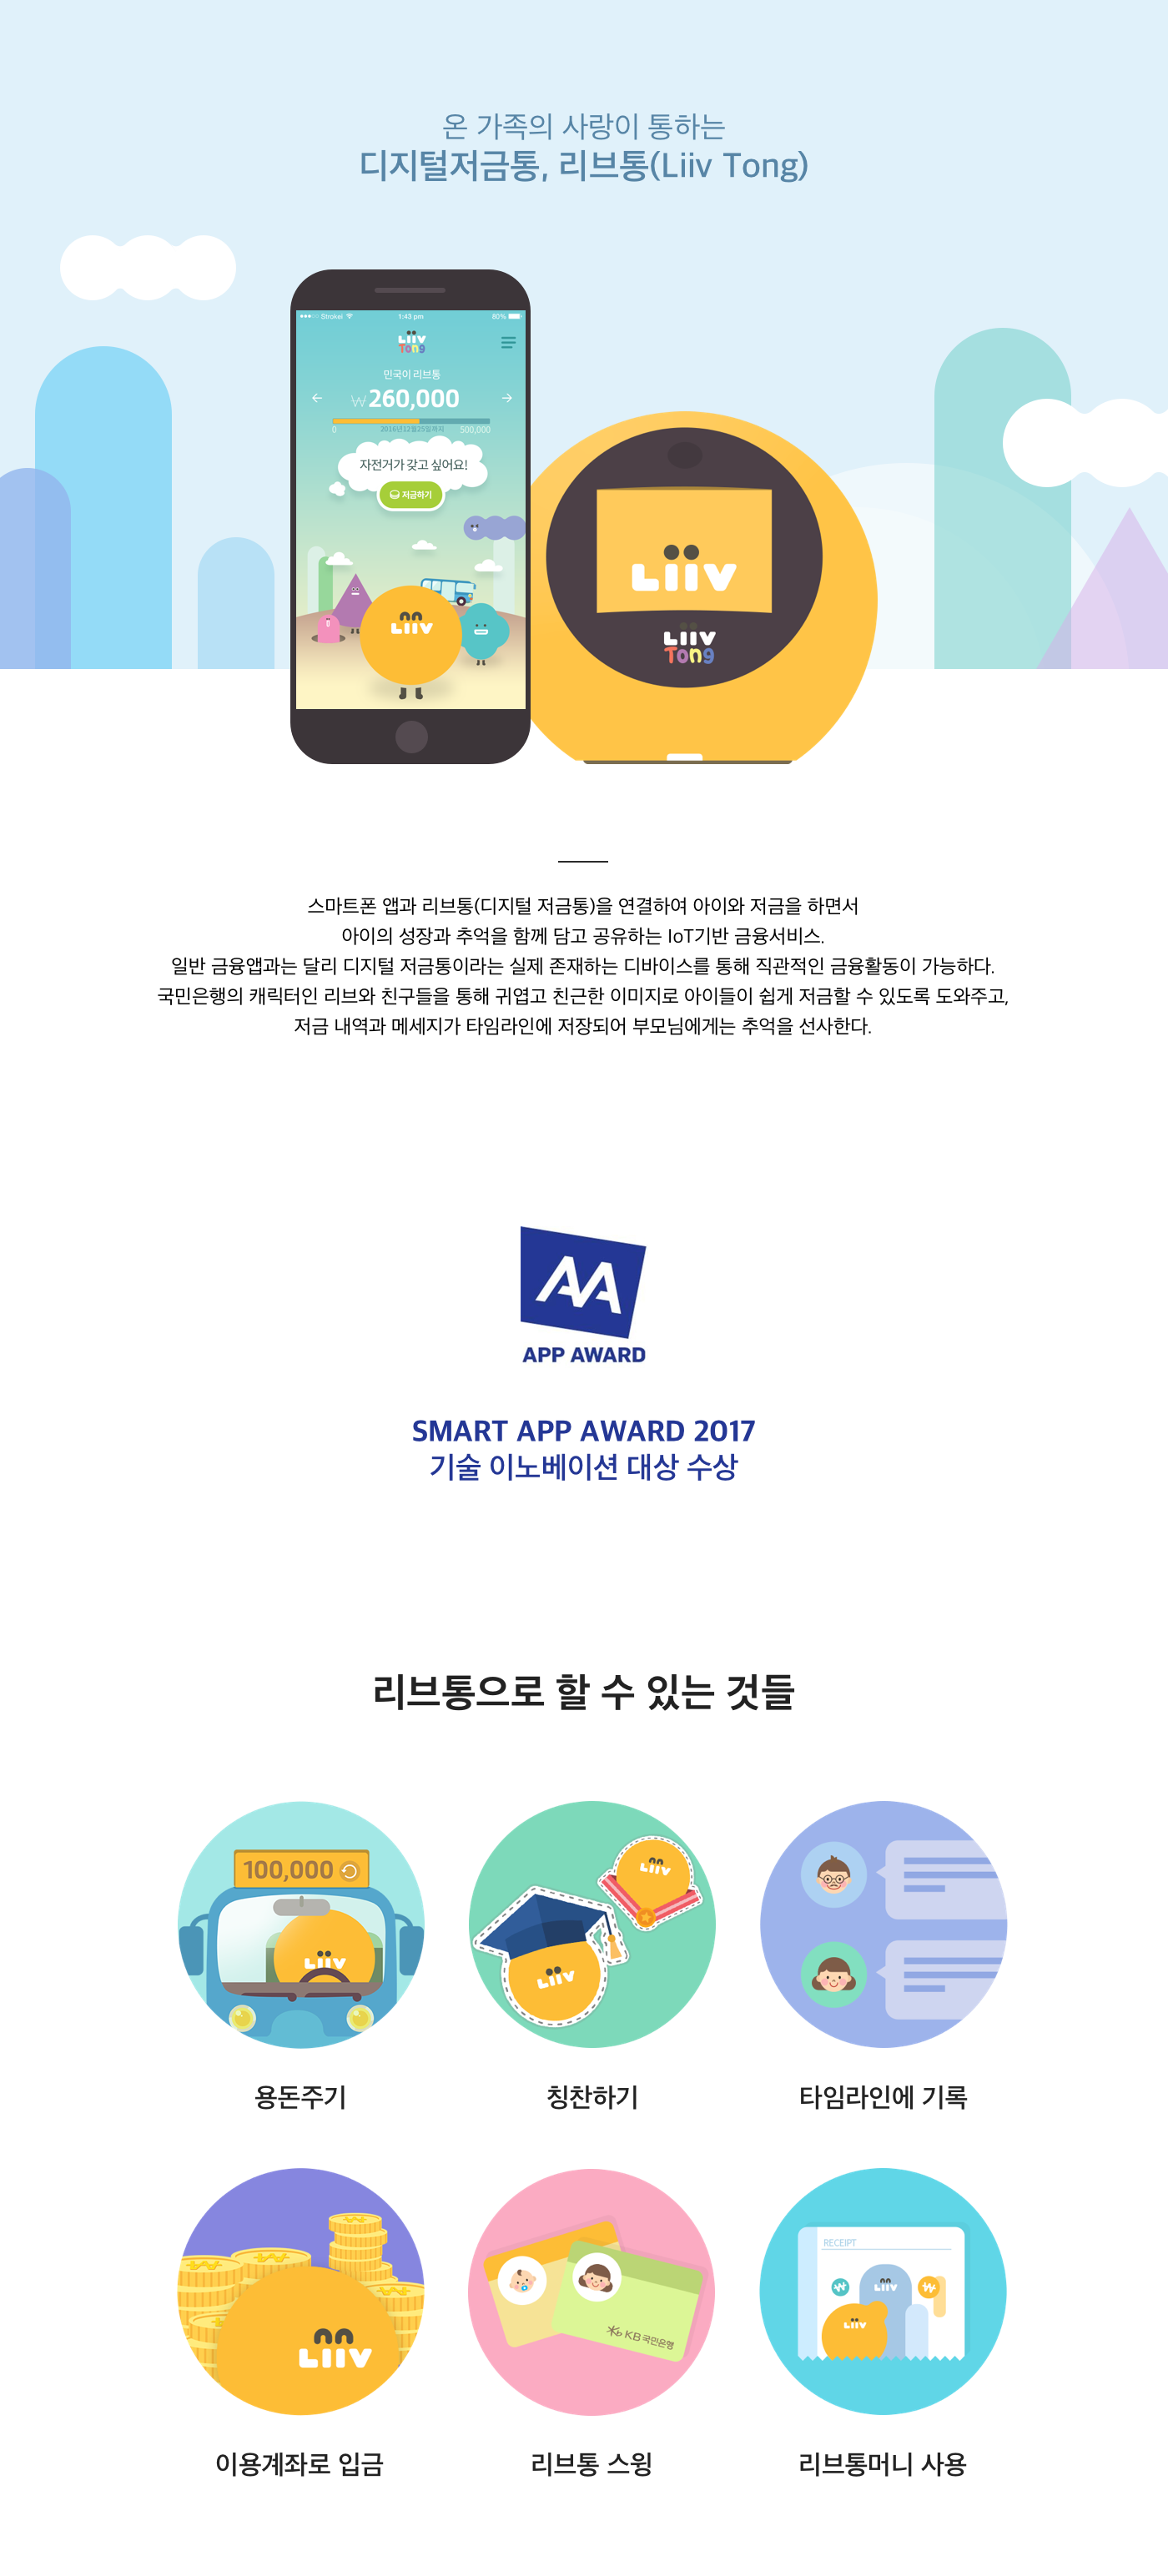 온 가족의 사랑이 통하는
디지털저금통, 리브통(Liiv Tong)
Strokei 1:43 pm 80%
Liiv
Tong
민국이 리브통
← ₩260,000 →
0 2016년12월25일까지 500,000
자전거가 갖고 싶어요!
저금하기
Liiv
Liiv
Liiv
Tong
스마트폰 앱과 리브통(디지털 저금통)을 연결하여 아이와 저금을 하면서
아이의 성장과 추억을 함께 담고 공유하는 IoT기반 금융서비스.
일반 금융앱과는 달리 디지털 저금통이라는 실제 존재하는 디바이스를 통해 직관적인 금융활동이 가능하다.
국민은행의 캐릭터인 리브와 친구들을 통해 귀엽고 친근한 이미지로 아이들이 쉽게 저금할 수 있도록 도와주고,
저금 내역과 메세지가 타임라인에 저장되어 부모님에게는 추억을 선사한다.
AA
APP AWARD
SMART APP AWARD 2017
기술 이노베이션 대상 수상
리브통으로 할 수 있는 것들
100,000
Liiv
Liiv
Liiv
용돈주기
칭찬하기
타임라인에 기록
Liiv
KB 국민은행
RECEIPT
₩ Liiv ₩
Liiv
이용계좌로 입금
리브통 스윙
리브통머니 사용